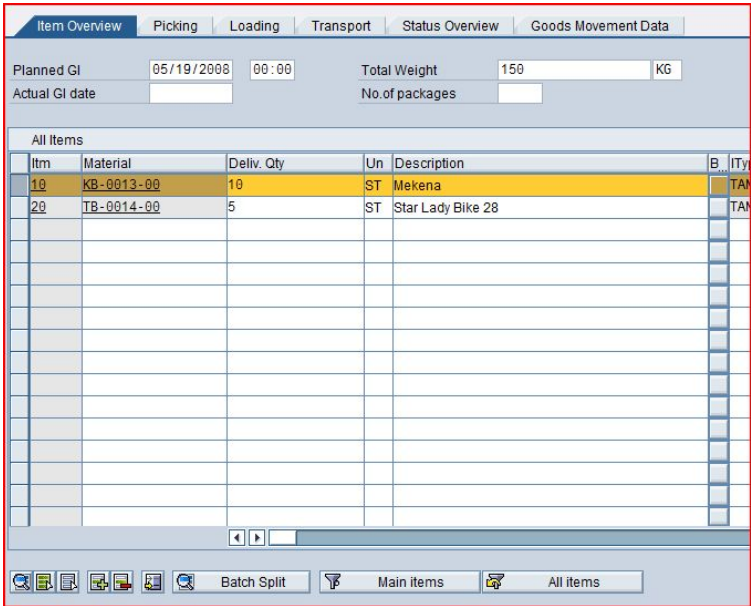 Item Overview Picking Loading Transport Status Overview Goods Movement Data
Planned GI 05/19/2008 00:00 Total Weight 150 KG
Actual GI date No.of packages
All Items
Itm Material Deliv. Qty Un Description B...
10 KB-0013-00 10 ST Mekena
20 TB-0014-00 5 ST Star Lady Bike 28
Batch Split Main items All items